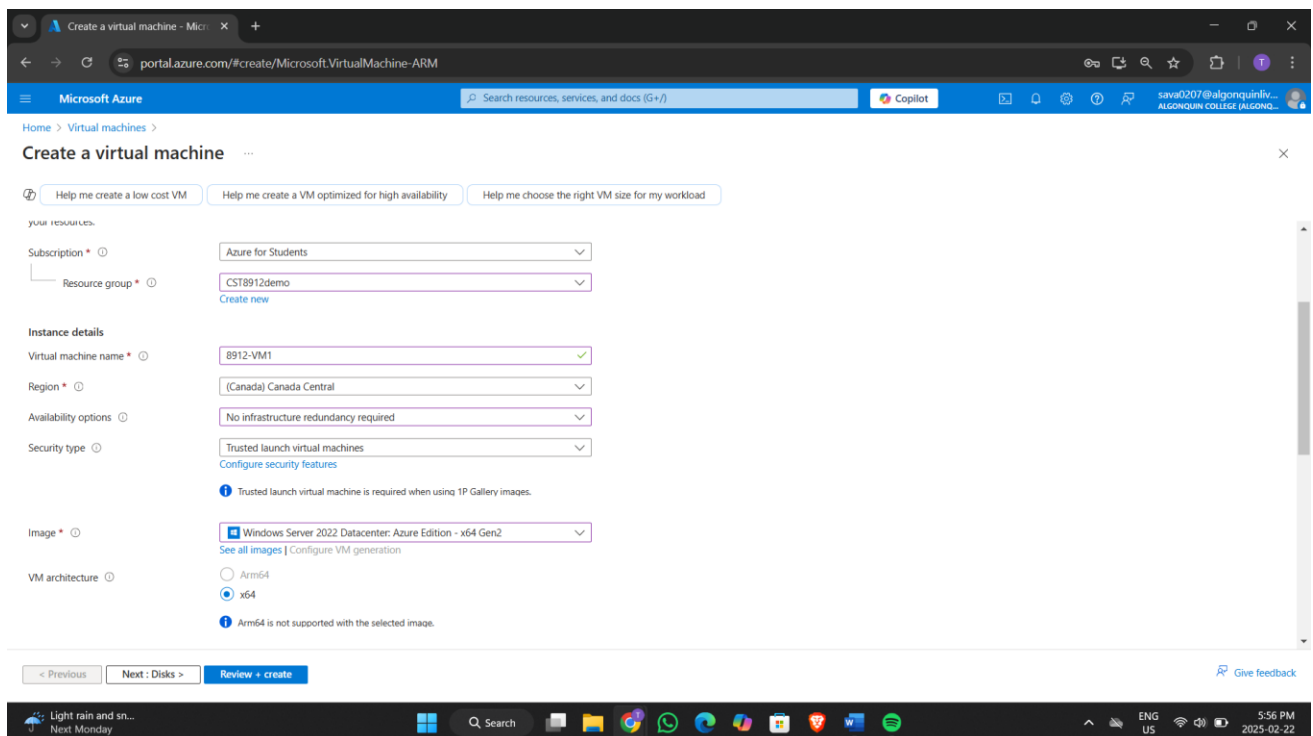 Create a virtual machine - Micr
portal.azure.com/#create/Microsoft.VirtualMachine-ARM
T
Microsoft Azure
Search resources, services, and docs (G+/)
Copilot
sava0207@algonquinliv...
ALGONQUIN COLLEGE (ALGONQ...
Home > Virtual machines >
Create a virtual machine ...
Help me create a low cost VM
Help me create a VM optimized for high availability
Help me choose the right VM size for my workload
your resources.
Subscription * Azure for Students
Resource group * CST8912demo
Create new
Instance details
Virtual machine name * 8912-VM1
Region * (Canada) Canada Central
Availability options No infrastructure redundancy required
Security type Trusted launch virtual machines
Configure security features
Trusted launch virtual machine is required when using 1P Gallery images.
Image * Windows Server 2022 Datacenter: Azure Edition - x64 Gen2
See all images | Configure VM generation
VM architecture Arm64
x64
Arm64 is not supported with the selected image.
< Previous
Next : Disks >
Review + create
Give feedback
Light rain and sn...
Next Monday
Search
ENG
US
5:56 PM
2025-02-22